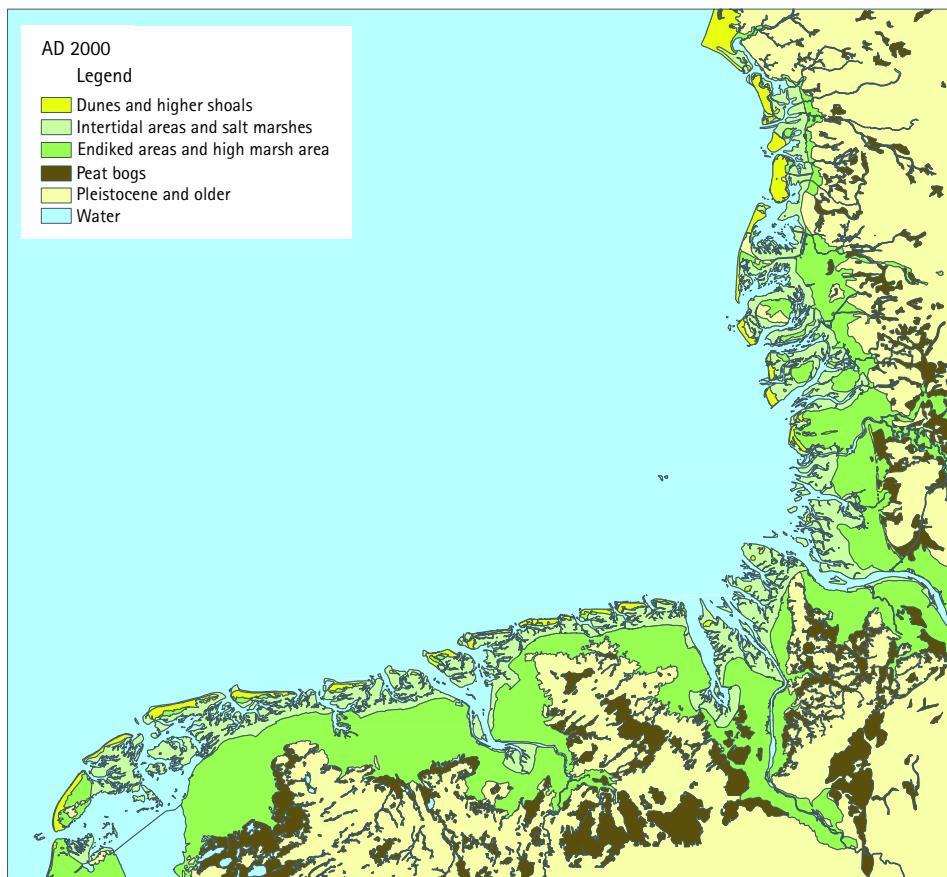 AD 2000
Legend
Dunes and higher shoals
Intertidal areas and salt marshes
Endiked areas and high marsh area
Peat bogs
Pleistocene and older
Water